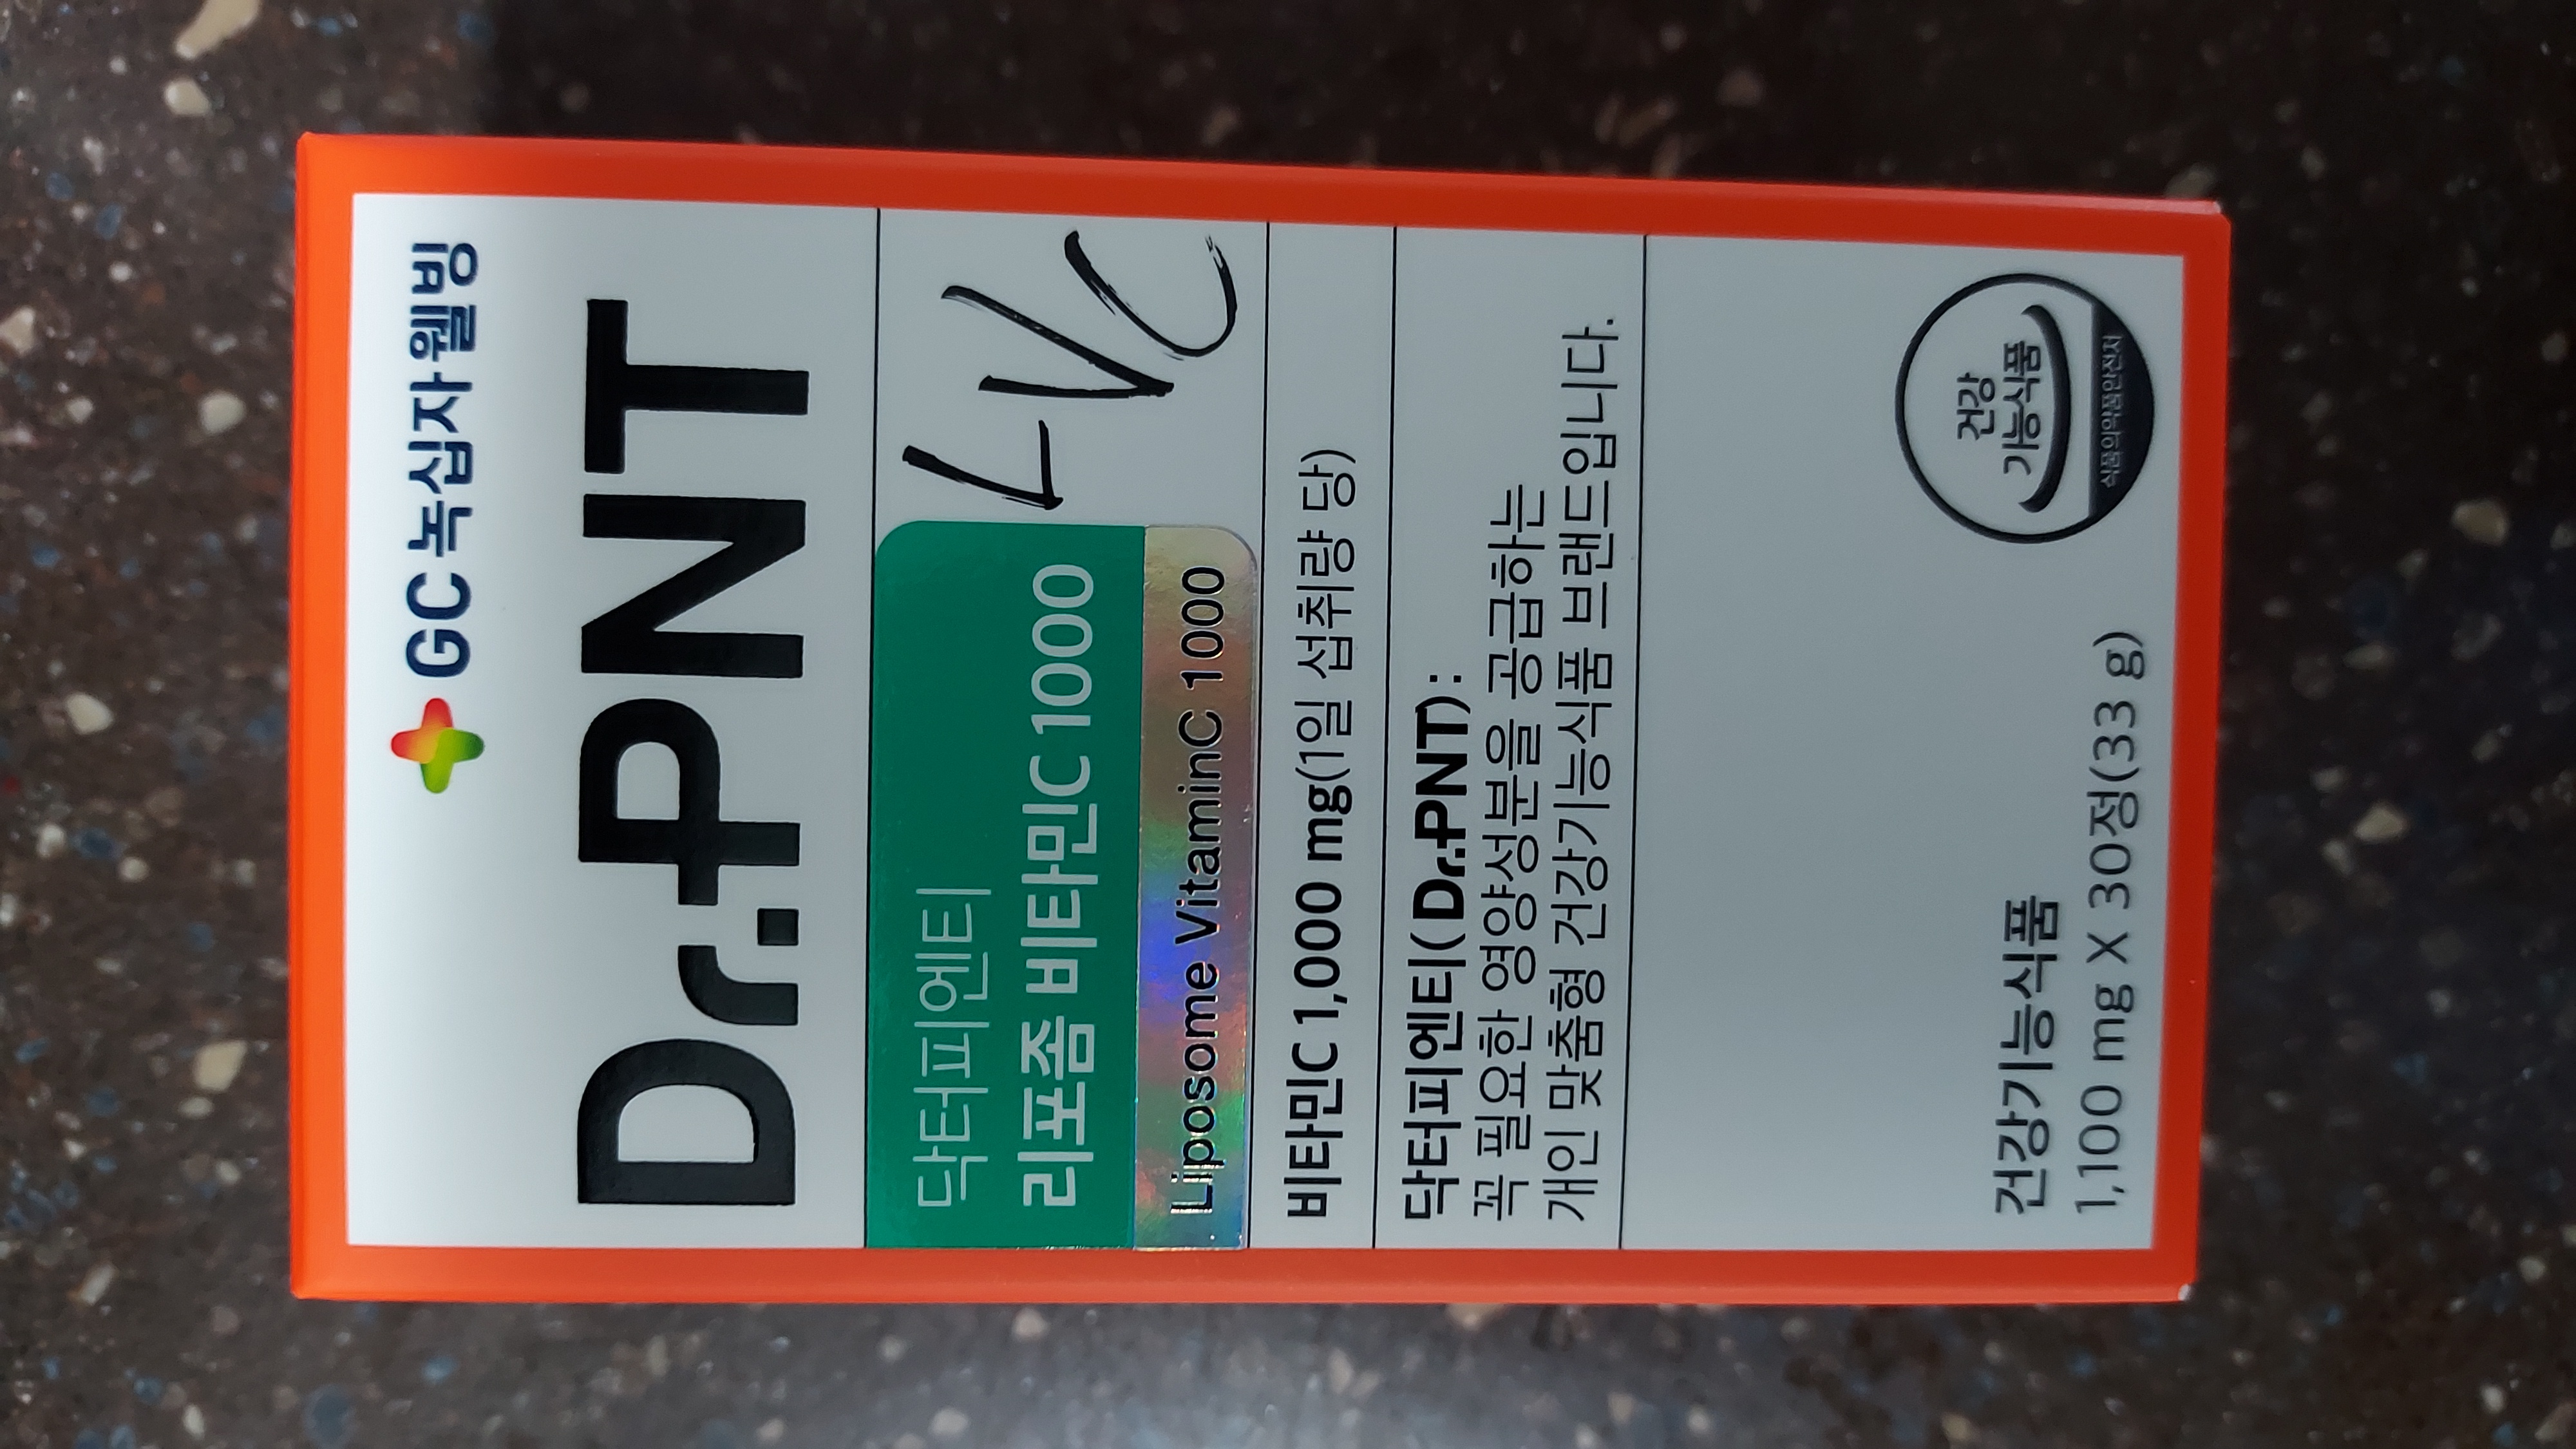 GC 녹십자웰빙
Dr.PNT
닥터피엔티
리포좀 비타민C 1000
Liposome VitaminC 1000
LVC
비타민C 1,000 mg(1일 섭취량 당)
닥터피엔티(Dr.PNT):
꼭 필요한 영양성분을 공급하는
개인 맞춤형 건강기능식품 브랜드입니다.
건강기능식품
1,100 mg X 30정(33 g)
건강
기능식품
식품의약품안전처